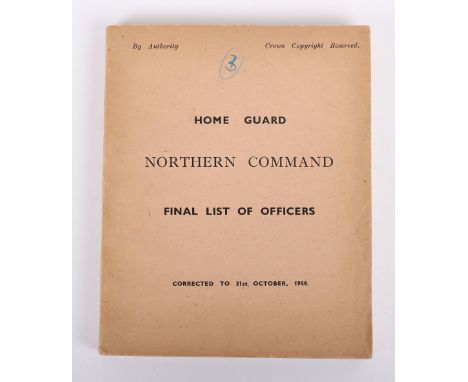 By Authority Crown Copyright Reserved.
3
HOME GUARD
NORTHERN COMMAND
FINAL LIST OF OFFICERS
CORRECTED TO 31st OCTOBER, 1944.